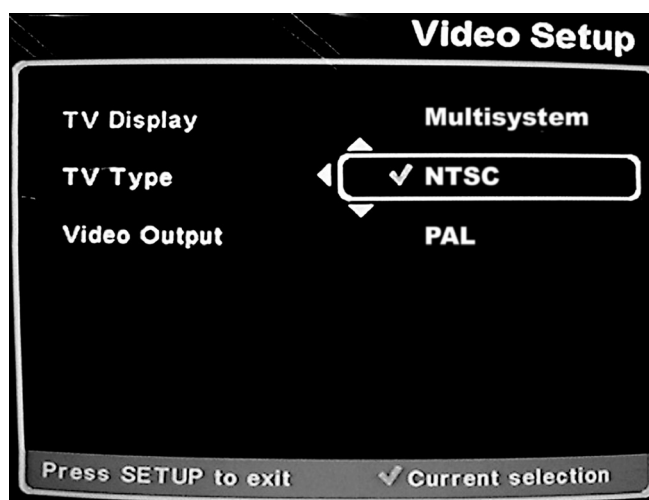 Video Setup
TV Display Multisystem
TV Type ✓ NTSC
Video Output PAL
Press SETUP to exit ✓ Current selection